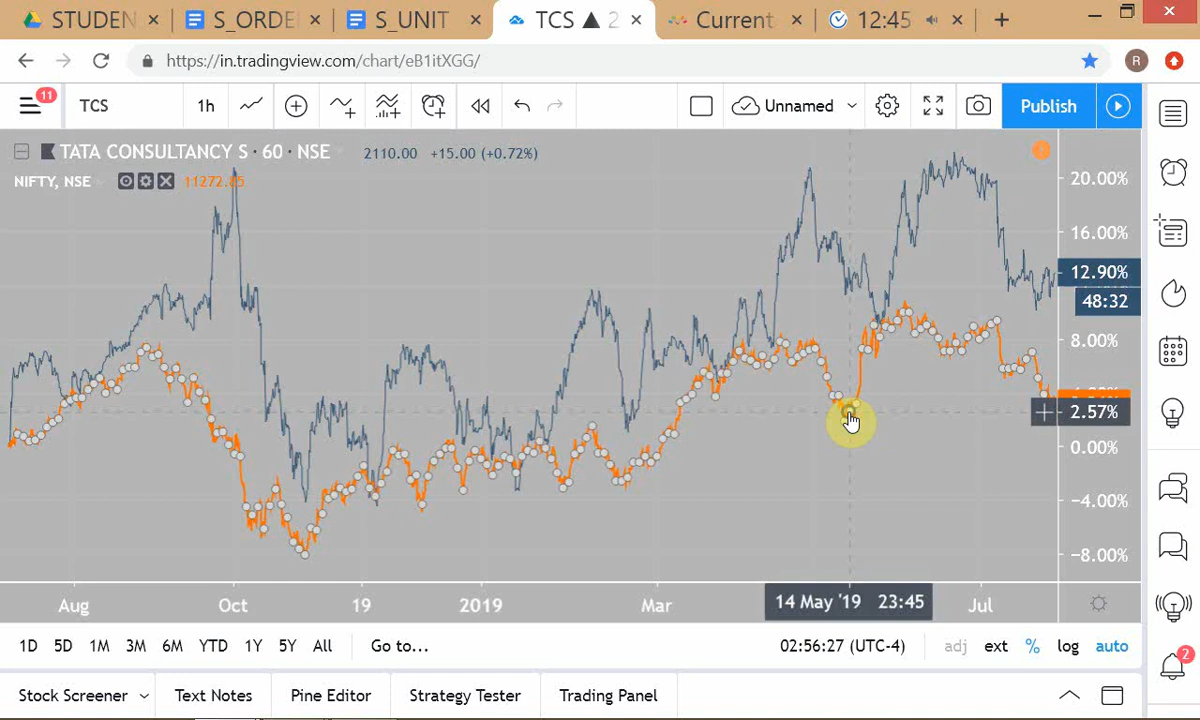 STUDEN
S_ORDE
S_UNIT
TCS ▲ 2
Current
12:45
https://in.tradingview.com/chart/eB1itXGG/
R
11
TCS
1h
Unnamed
Publish
TATA CONSULTANCY S · 60 · NSE 2110.00 +15.00 (+0.72%)
NIFTY, NSE 11272.85
20.00%
16.00%
12.90%
48:32
8.00%
2.57%
0.00%
−4.00%
−8.00%
Aug Oct 19 2019 Mar 14 May '19 23:45 Jul
1D 5D 1M 3M 6M YTD 1Y 5Y All Go to... 02:56:27 (UTC-4) adj ext % log auto
2
Stock Screener Text Notes Pine Editor Strategy Tester Trading Panel